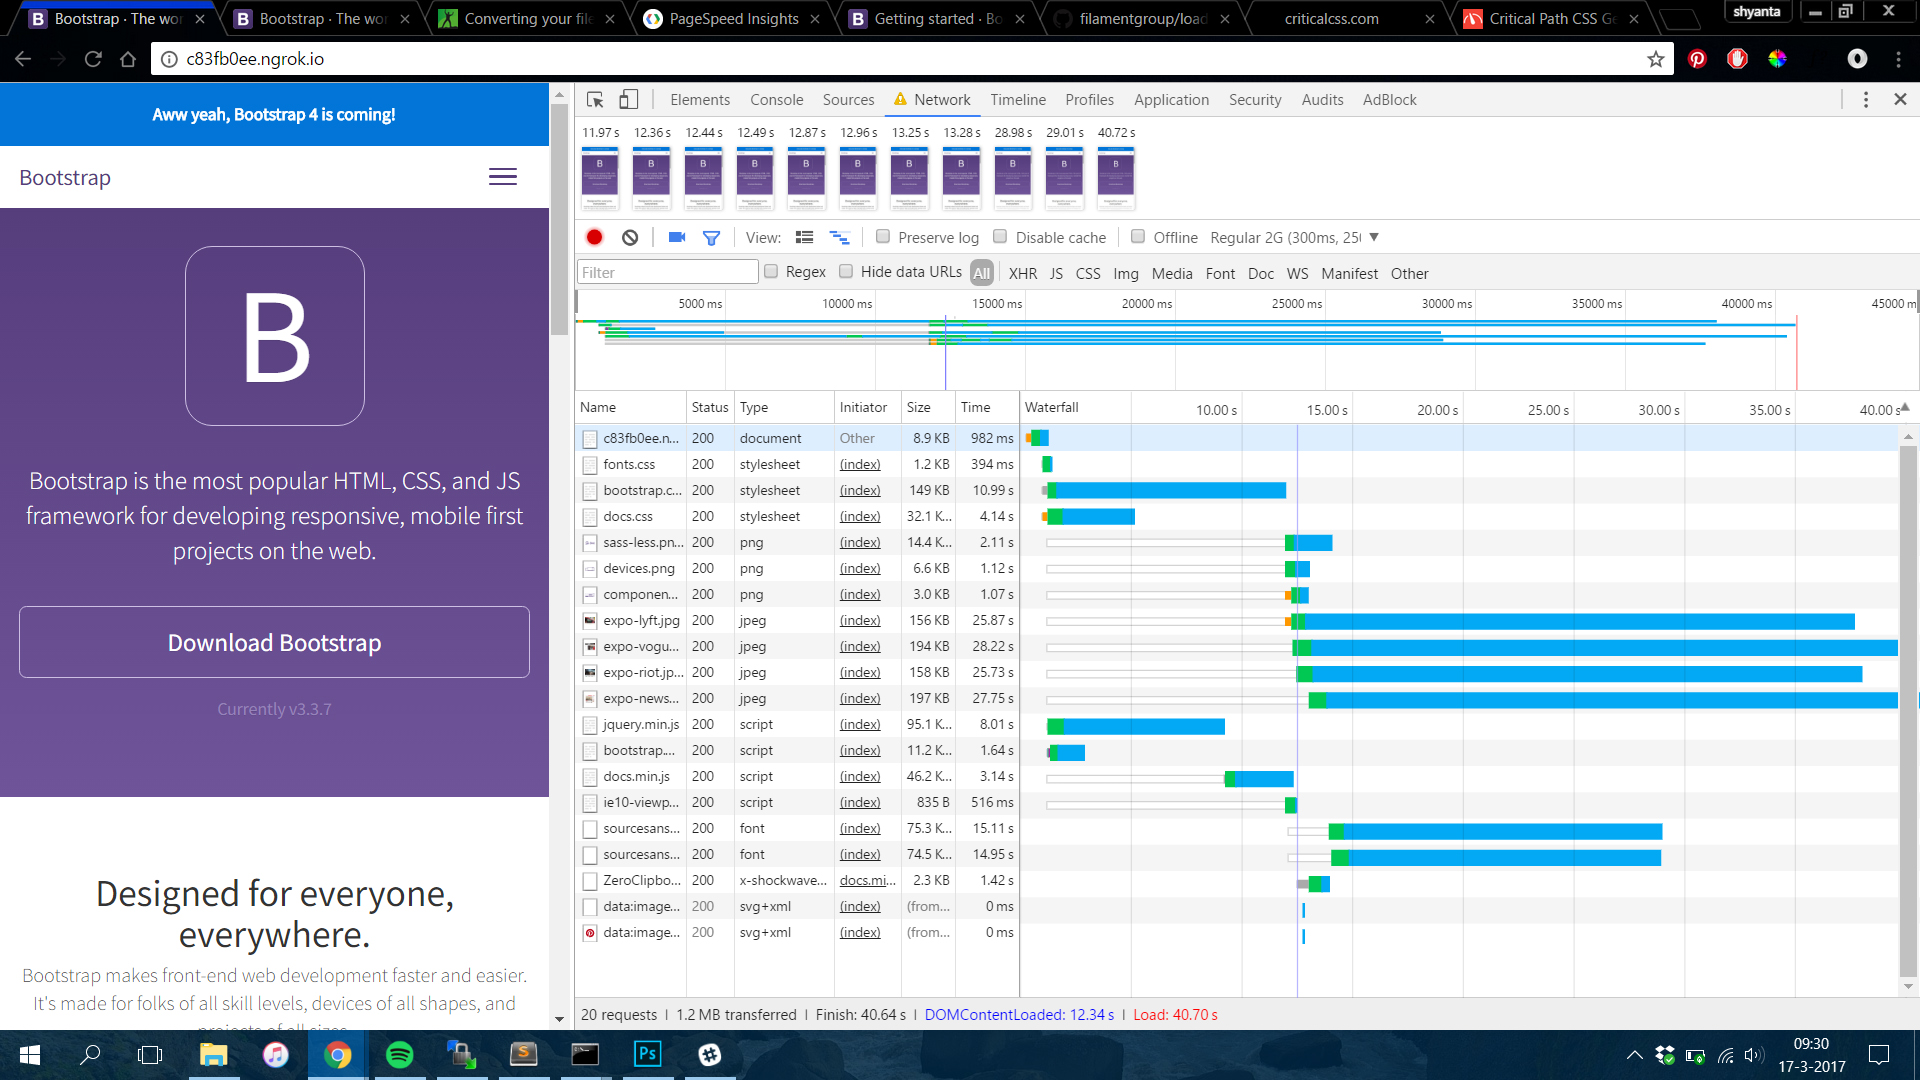 Bootstrap · The wor
Bootstrap · The wor
Converting your file
PageSpeed Insights
Getting started · Bo
filamentgroup/load
criticalcss.com
Critical Path CSS Ge
shyanta
c83fb0ee.ngrok.io
Aww yeah, Bootstrap 4 is coming!
Bootstrap
B
Bootstrap is the most popular HTML, CSS, and JS
framework for developing responsive, mobile first
projects on the web.
Download Bootstrap
Currently v3.3.7
Designed for everyone,
everywhere.
Bootstrap makes front-end web development faster and easier.
It's made for folks of all skill levels, devices of all shapes, and
projects of all sizes.
Elements Console Sources Network Timeline Profiles Application Security Audits AdBlock
11.97 s 12.36 s 12.44 s 12.49 s 12.87 s 12.96 s 13.25 s 13.28 s 28.98 s 29.01 s 40.72 s
View: Preserve log Disable cache Offline Regular 2G (300ms, 25
Filter Regex Hide data URLs All XHR JS CSS Img Media Font Doc WS Manifest Other
5000 ms 10000 ms 15000 ms 20000 ms 25000 ms 30000 ms 35000 ms 40000 ms 45000 m
Name Status Type Initiator Size Time Waterfall 10.00 s 15.00 s 20.00 s 25.00 s 30.00 s 35.00 s 40.00 s
c83fb0ee.n... 200 document Other 8.9 KB 982 ms
fonts.css 200 stylesheet (index) 1.2 KB 394 ms
bootstrap.c... 200 stylesheet (index) 149 KB 10.99 s
docs.css 200 stylesheet (index) 32.1 K... 4.14 s
sass-less.pn... 200 png (index) 14.4 K... 2.11 s
devices.png 200 png (index) 6.6 KB 1.12 s
componen... 200 png (index) 3.0 KB 1.07 s
expo-lyft.jpg 200 jpeg (index) 156 KB 25.87 s
expo-vogu... 200 jpeg (index) 194 KB 28.22 s
expo-riot.jp... 200 jpeg (index) 158 KB 25.73 s
expo-news... 200 jpeg (index) 197 KB 27.75 s
jquery.min.js 200 script (index) 95.1 K... 8.01 s
bootstrap.... 200 script (index) 11.2 K... 1.64 s
docs.min.js 200 script (index) 46.2 K... 3.14 s
ie10-viewp... 200 script (index) 835 B 516 ms
sourcesans... 200 font (index) 75.3 K... 15.11 s
sourcesans... 200 font (index) 74.5 K... 14.95 s
ZeroClipbo... 200 x-shockwave... docs.mi... 2.3 KB 1.42 s
data:image... 200 svg+xml (index) (from... 0 ms
data:image... 200 svg+xml (index) (from... 0 ms
20 requests | 1.2 MB transferred | Finish: 40.64 s | DOMContentLoaded: 12.34 s | Load: 40.70 s
Ps
09:30
17-3-2017